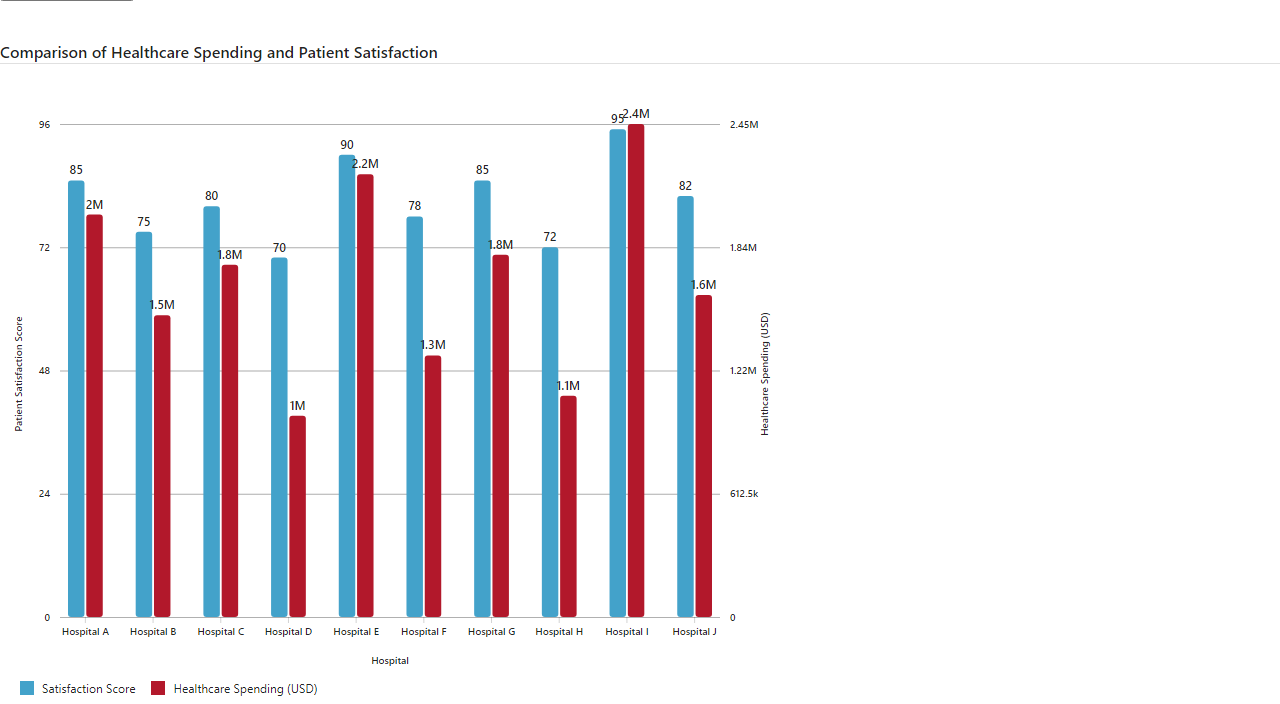 Comparison of Healthcare Spending and Patient Satisfaction
96
72
48
24
0
Patient Satisfaction Score
2.45M
1.84M
1.22M
612.5k
0
Healthcare Spending (USD)
85
2M
75
1.5M
80
1.8M
70
1M
90
2.2M
78
1.3M
85
1.8M
72
1.1M
95
2.4M
82
1.6M
Hospital A
Hospital B
Hospital C
Hospital D
Hospital E
Hospital F
Hospital G
Hospital H
Hospital I
Hospital J
Hospital
Satisfaction Score
Healthcare Spending (USD)